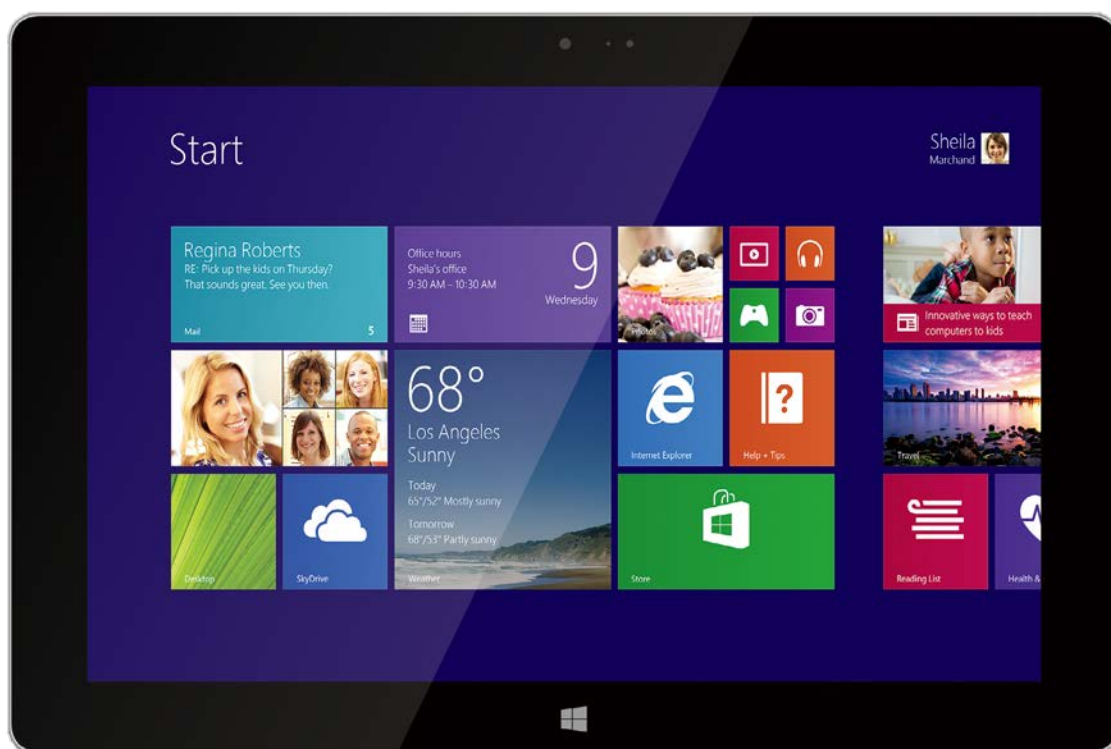 Start
Sheila
Marchand
Regina Roberts
RE: Pick up the kids on Thursday?
That sounds great. See you then.
Mail
5
Office hours
Sheila's office
9:30 AM – 10:30 AM
9
Wednesday
Photos
Innovative ways to teach
computers to kids
68°
Los Angeles
Sunny
Today
65°/52° Mostly sunny
Tomorrow
68°/53° Partly sunny
Weather
Internet Explorer
?
Help + Tips
Travel
Desktop
SkyDrive
Store
Reading List
Health &